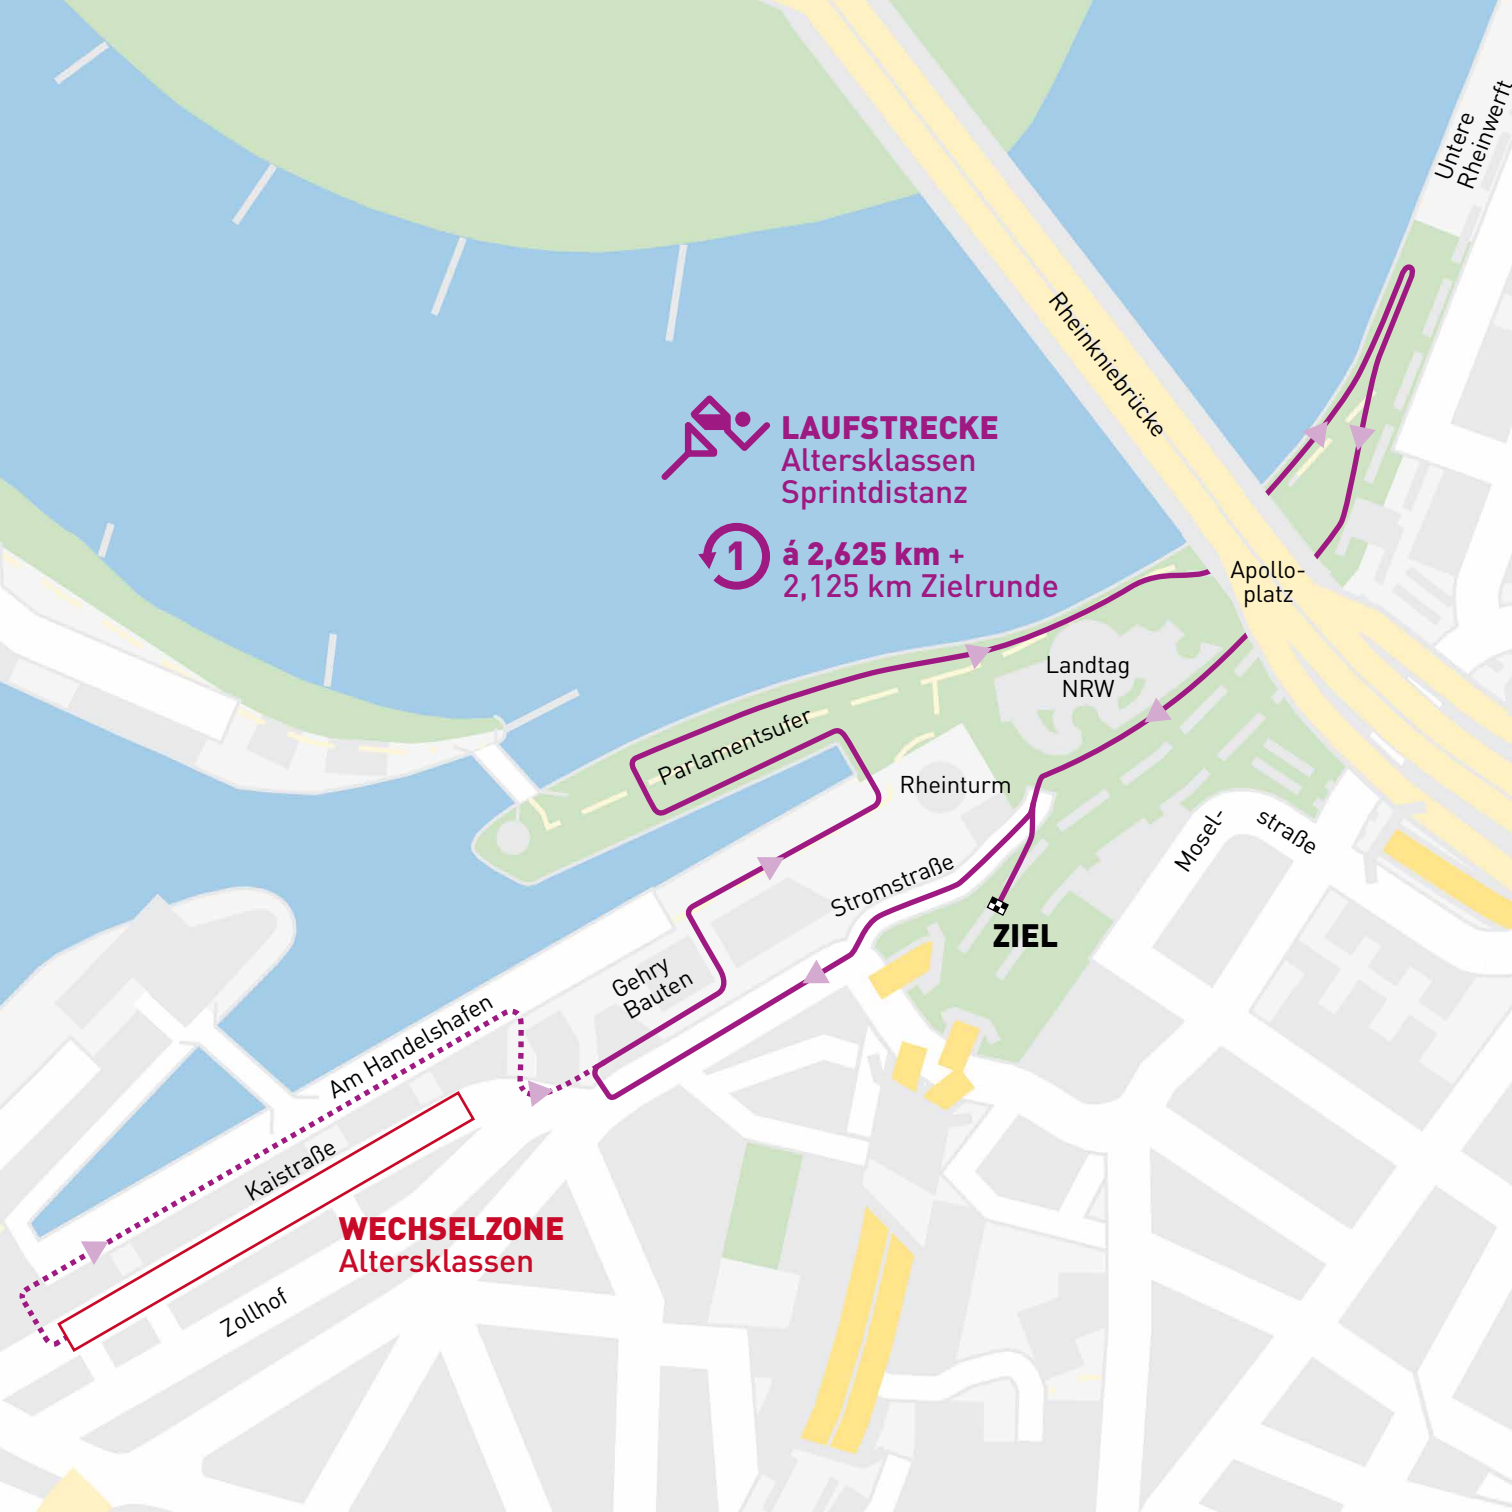 Untere
Rheinwerft
Rheinkniebrücke
LAUFSTRECKE
Altersklassen
Sprintdistanz
1
á 2,625 km +
2,125 km Zielrunde
Apollo-
platz
Landtag
NRW
Parlamentsufer
Rheinturm
Mosel-
straße
Stromstraße
ZIEL
Gehry
Bauten
Am Handelshafen
Kaistraße
WECHSELZONE
Altersklassen
Zollhof